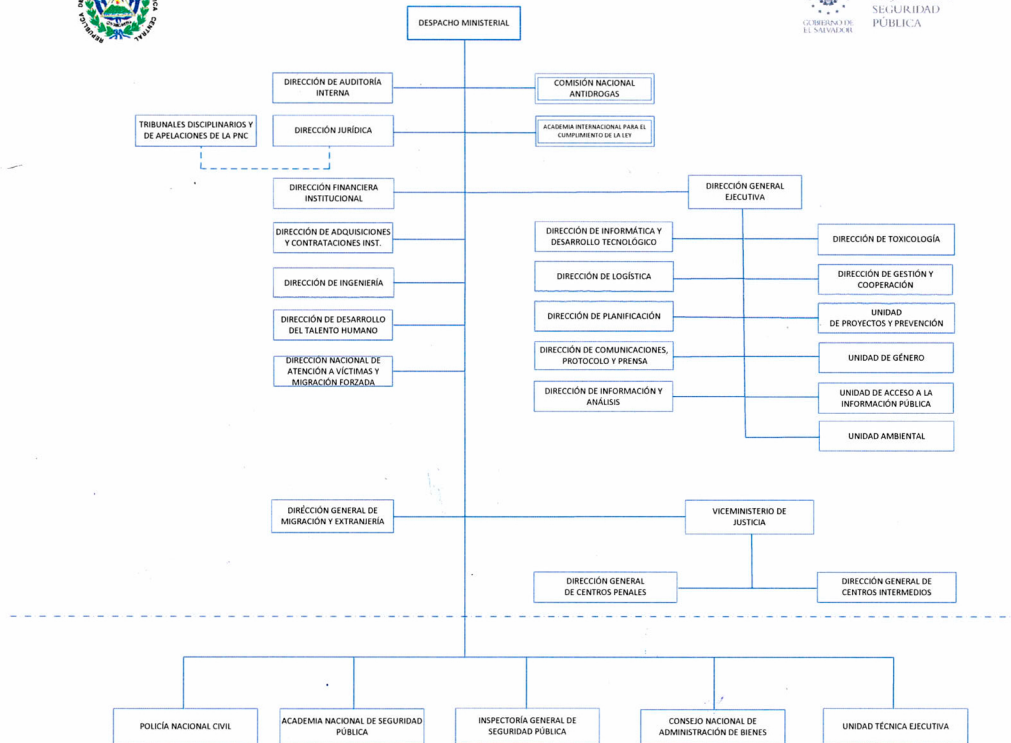 REPÚBLICA DE
ICA CENTRAL
GOBIERNO DE
EL SALVADOR
SEGURIDAD
PÚBLICA
DESPACHO MINISTERIAL
DIRECCIÓN DE AUDITORÍA
INTERNA
COMISIÓN NACIONAL
ANTIDROGAS
TRIBUNALES DISCIPLINARIOS Y
DE APELACIONES DE LA PNC
DIRECCIÓN JURÍDICA
ACADEMIA INTERNACIONAL PARA EL
CUMPLIMIENTO DE LA LEY
DIRECCIÓN FINANCIERA
INSTITUCIONAL
DIRECCIÓN GENERAL
EJECUTIVA
DIRECCIÓN DE ADQUISICIONES
Y CONTRATACIONES INST.
DIRECCIÓN DE INFORMÁTICA Y
DESARROLLO TECNOLÓGICO
DIRECCIÓN DE TOXICOLOGÍA
DIRECCIÓN DE INGENIERÍA
DIRECCIÓN DE LOGÍSTICA
DIRECCIÓN DE GESTIÓN Y
COOPERACIÓN
DIRECCIÓN DE DESARROLLO
DEL TALENTO HUMANO
DIRECCIÓN DE PLANIFICACIÓN
UNIDAD
DE PROYECTOS Y PREVENCIÓN
DIRECCIÓN NACIONAL DE
ATENCIÓN A VÍCTIMAS Y
MIGRACIÓN FORZADA
DIRECCIÓN DE COMUNICACIONES,
PROTOCOLO Y PRENSA
UNIDAD DE GÉNERO
DIRECCIÓN DE INFORMACIÓN Y
ANÁLISIS
UNIDAD DE ACCESO A LA
INFORMACIÓN PÚBLICA
UNIDAD AMBIENTAL
DIRECCIÓN GENERAL DE
MIGRACIÓN Y EXTRANJERÍA
VICEMINISTERIO DE
JUSTICIA
DIRECCIÓN GENERAL
DE CENTROS PENALES
DIRECCIÓN GENERAL DE
CENTROS INTERMEDIOS
POLICÍA NACIONAL CIVIL
ACADEMIA NACIONAL DE SEGURIDAD
PÚBLICA
INSPECTORÍA GENERAL DE
SEGURIDAD PÚBLICA
CONSEJO NACIONAL DE
ADMINISTRACIÓN DE BIENES
UNIDAD TÉCNICA EJECUTIVA